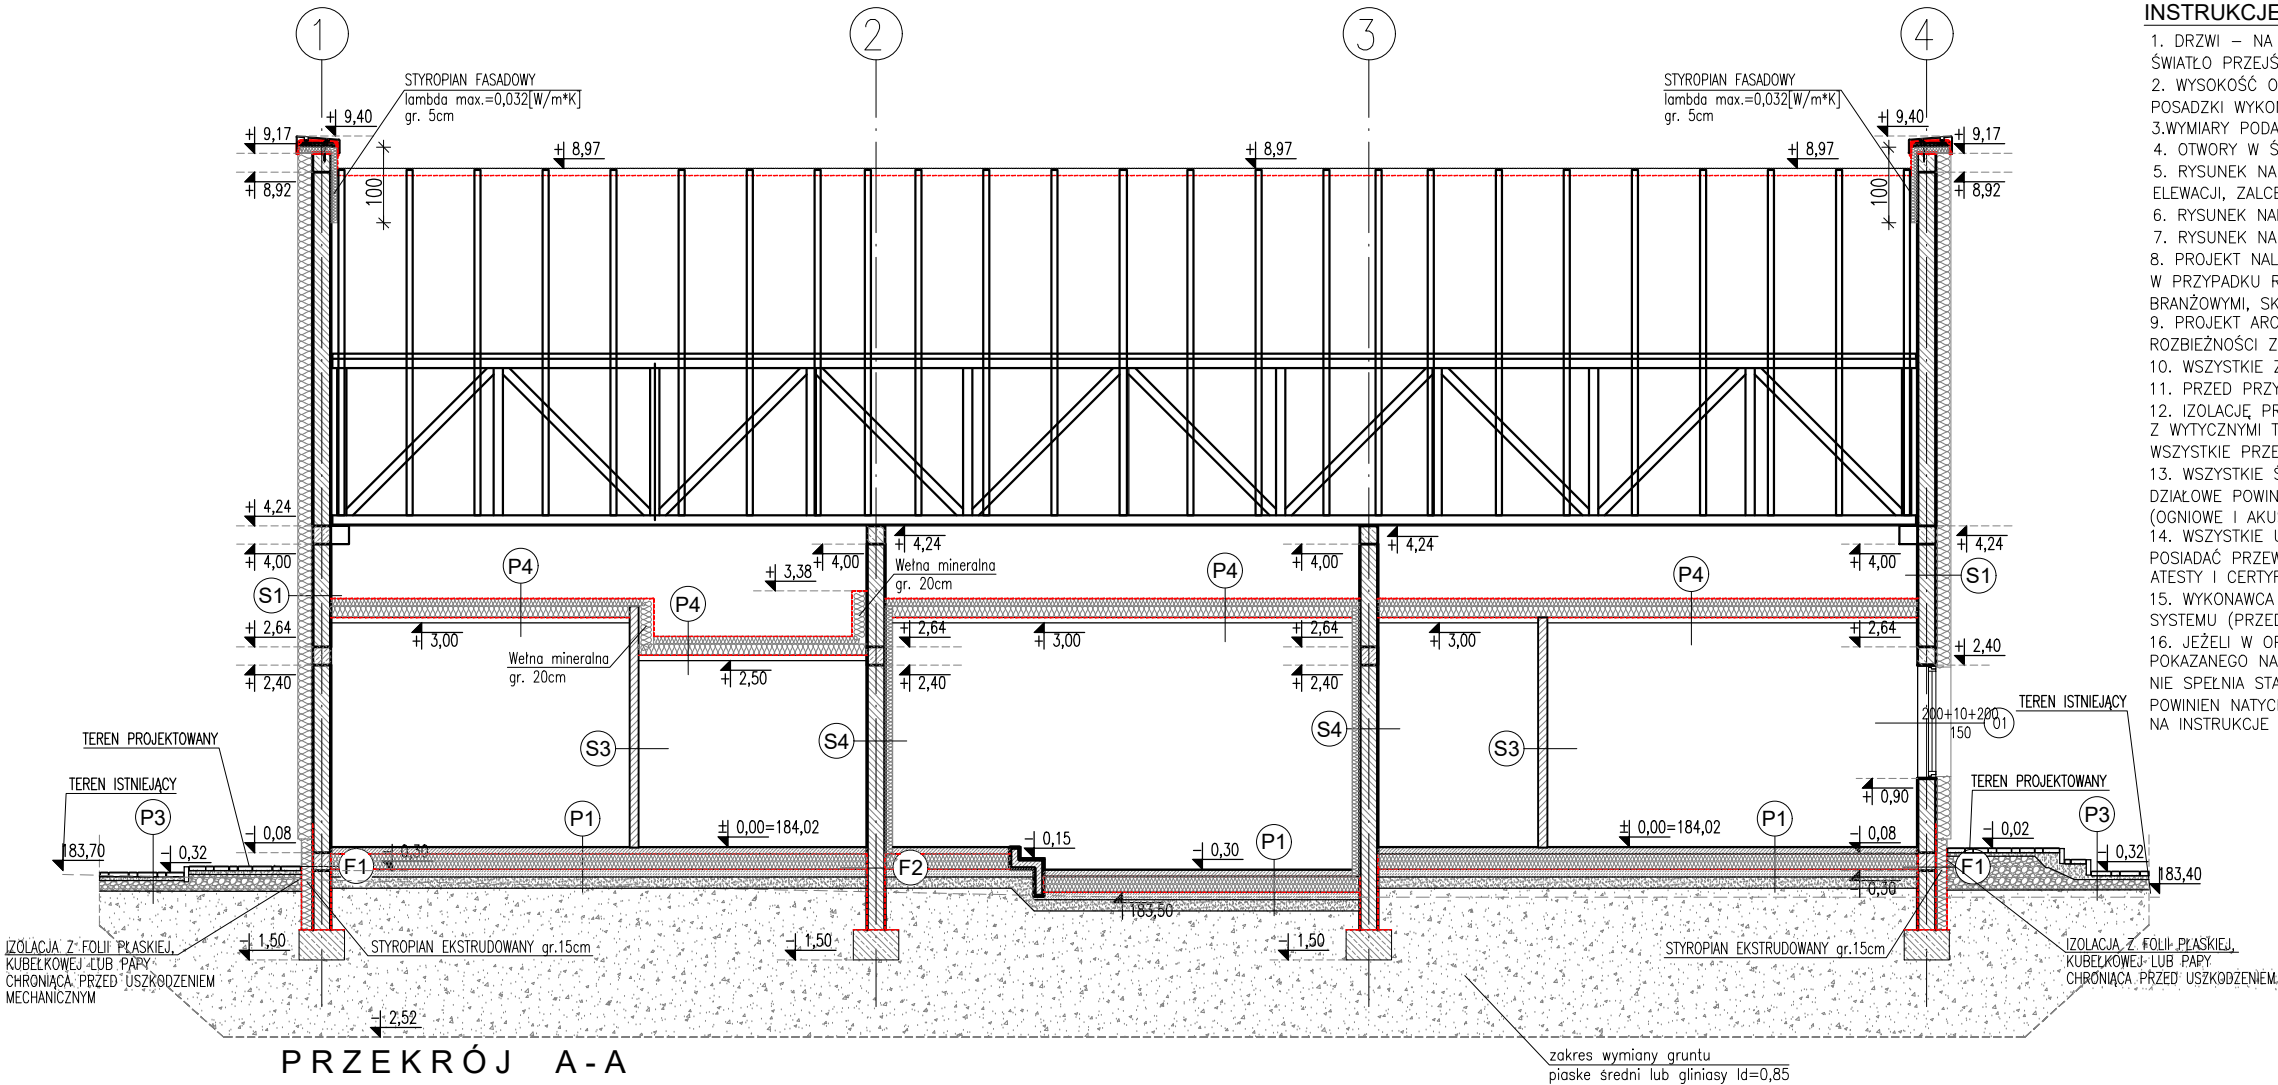 1
2
3
4
INSTRUKCJE
1. DRZWI – NA
ŚWIATŁO PRZEJŚ
2. WYSOKOŚĆ O
POSADZKI WYKO
3.WYMIARY PODA
4. OTWORY W Ś
5. RYSUNEK NA
ELEWACJI, ZALCE
6. RYSUNEK NA
7. RYSUNEK NA
8. PROJEKT NAL
W PRZYPADKU R
BRANŻOWYMI, SK
9. PROJEKT ARC
ROZBIEŻNOŚCI Z
10. WSZYSTKIE Z
11. PRZED PRZY
12. IZOLACJĘ PR
Z WYTYCZNYMI T
WSZYSTKIE PRZE
13. WSZYSTKIE Ś
DZIAŁOWE POWIN
(OGNIOWE I AKU
14. WSZYSTKIE U
POSIADAĆ PRZEW
ATESTY I CERTYF
15. WYKONAWCA
SYSTEMU (PRZED
16. JEŻELI W OP
POKAZANEGO NA
NIE SPEŁNIA STA
POWINIEN NATYC
NA INSTRUKCJE
STYROPIAN FASADOWY
lambda max.=0,032[W/m*K]
gr. 5cm
STYROPIAN FASADOWY
lambda max.=0,032[W/m*K]
gr. 5cm
+ 9,40
+ 9,17
+ 8,92
100
+ 8,97
+ 8,97
+ 8,97
+ 9,40
+ 9,17
+ 8,92
100
+ 4,24
+ 4,00
+ 4,00
+ 4,24
+ 4,00
+ 4,24
+ 4,00
+ 4,24
S1
P4
+ 3,38
Wełna mineralna
gr. 20cm
P4
P4
P4
S1
+ 2,64
+ 3,00
+ 2,64
+ 3,00
+ 2,64
+ 3,00
+ 2,64
+ 2,40
Wełna mineralna
gr. 20cm
+ 2,40
+ 2,50
+ 2,40
+ 2,40
S3
S4
S4
S3
200+10+200
150
01
TEREN ISTNIEJĄCY
TEREN PROJEKTOWANY
TEREN ISTNIEJĄCY
TEREN PROJEKTOWANY
+ 0,90
P3
P1
P1
P1
P3
183,70
– 0,32
– 0,08
– 0,30
± 0,00=184,02
– 0,15
– 0,30
± 0,00=184,02
– 0,08
– 0,30
– 0,02
– 0,32
183,40
F1
F2
F1
183,50
IZOLACJA Z FOLII PŁASKIEJ,
KUBEŁKOWEJ LUB PAPY
CHRONIĄCA PRZED USZKODZENIEM
MECHANICZNYM
– 1,50
STYROPIAN EKSTRUDOWANY gr.15cm
– 1,50
– 1,50
STYROPIAN EKSTRUDOWANY gr.15cm
IZOLACJA Z FOLII PŁASKIEJ,
KUBEŁKOWEJ LUB PAPY
CHRONIĄCA PRZED USZKODZENIEM
– 2,52
PRZEKRÓJ A-A
zakres wymiany gruntu
piaske średni lub gliniasy Id=0,85